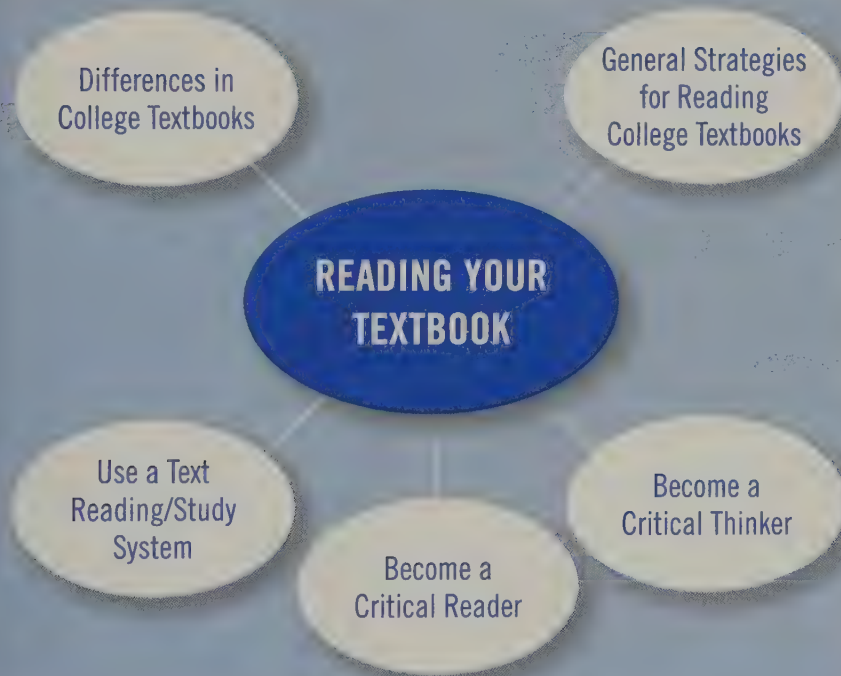 Differences in
College Textbooks
General Strategies
for Reading
College Textbooks
READING YOUR
TEXTBOOK
Use a Text
Reading/Study
System
Become a
Critical Reader
Become a
Critical Thinker